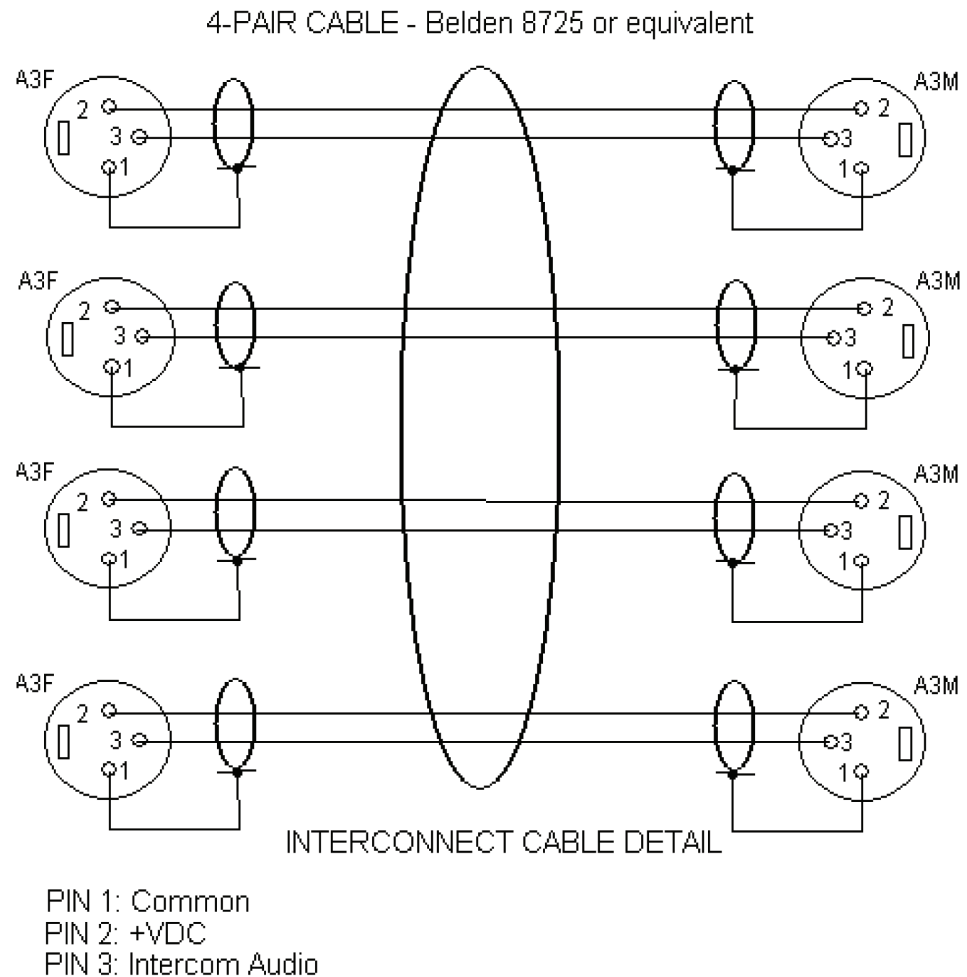 4-PAIR CABLE - Belden 8725 or equivalent
A3F
A3M
2
2
3
3
1
1
A3F
A3M
2
2
3
3
1
1
A3F
A3M
2
2
3
3
1
1
A3F
A3M
2
2
3
3
1
1
INTERCONNECT CABLE DETAIL
PIN 1: Common
PIN 2: +VDC
PIN 3: Intercom Audio